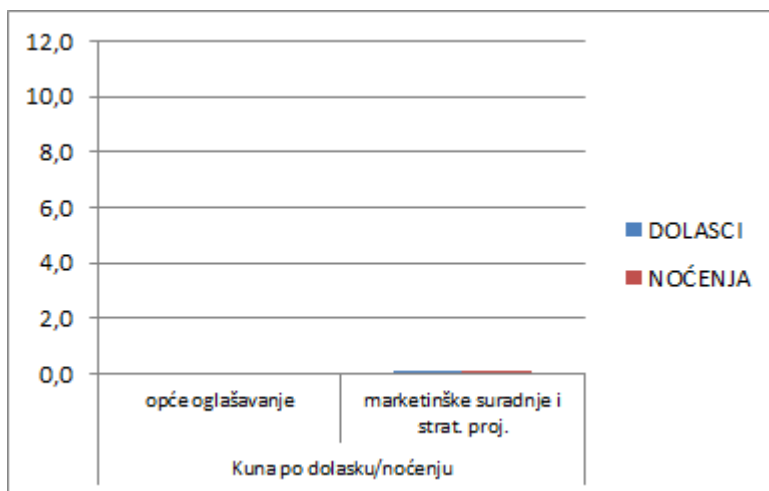 12,0
10,0
8,0
6,0
4,0
2,0
0,0
opće oglašavanje
marketinške suradnje i
strat. proj.
Kuna po dolasku/noćenju
DOLASCI
NOĆENJA